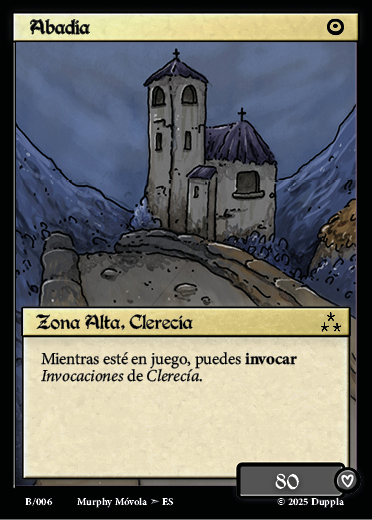 Abadía
Zona Alta, Clerecía
Mientras esté en juego, puedes invocar
Invocaciones de Clerecía.
80
B/006 Murphy Móvola ➣ ES © 2025 Duppla